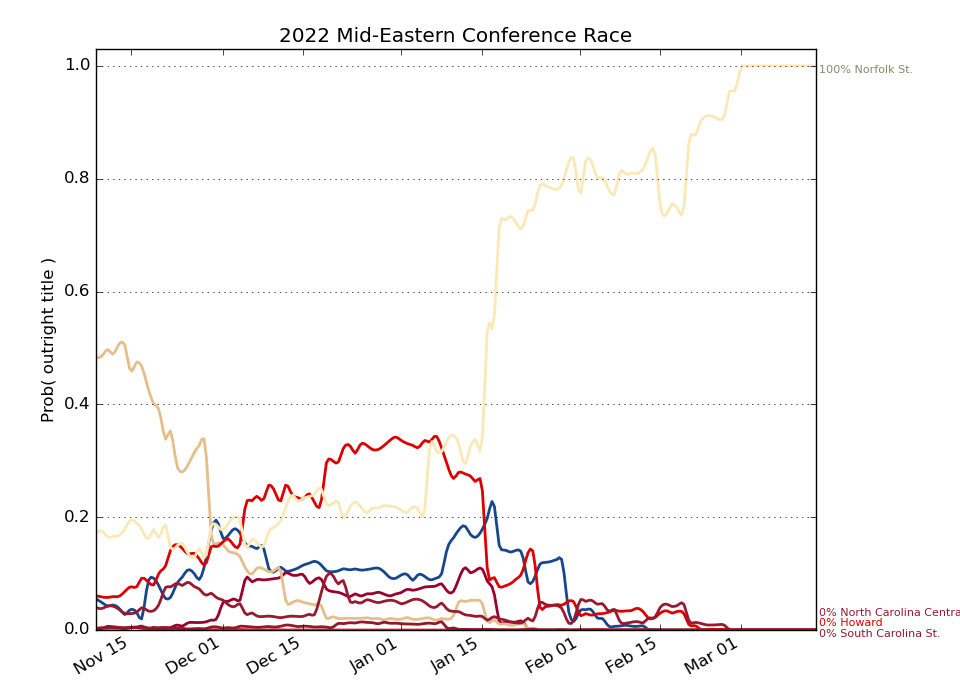 2022 Mid-Eastern Conference Race
1.0
0.8
0.6
0.4
0.2
0.0
Prob( outright title )
100% Norfolk St.
0% North Carolina Centra
0% Howard
0% South Carolina St.
Nov 15
Dec 01
Dec 15
Jan 01
Jan 15
Feb 01
Feb 15
Mar 01